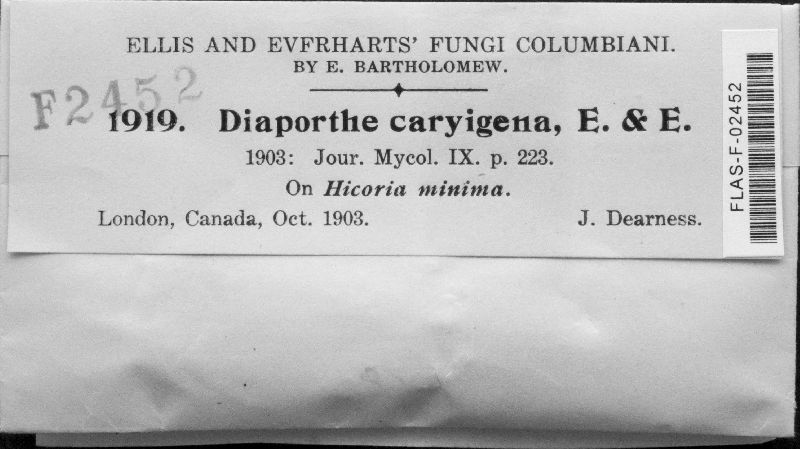 ELLIS AND EVFRHARTS' FUNGI COLUMBIANI.
BY E. BARTHOLOMEW.
F2452
1919. Diaporthe caryigena, E. & E.
1903: Jour. Mycol. IX. p. 223.
On Hicoria minima.
London, Canada, Oct. 1903. J. Dearness.
FLAS-F-02452